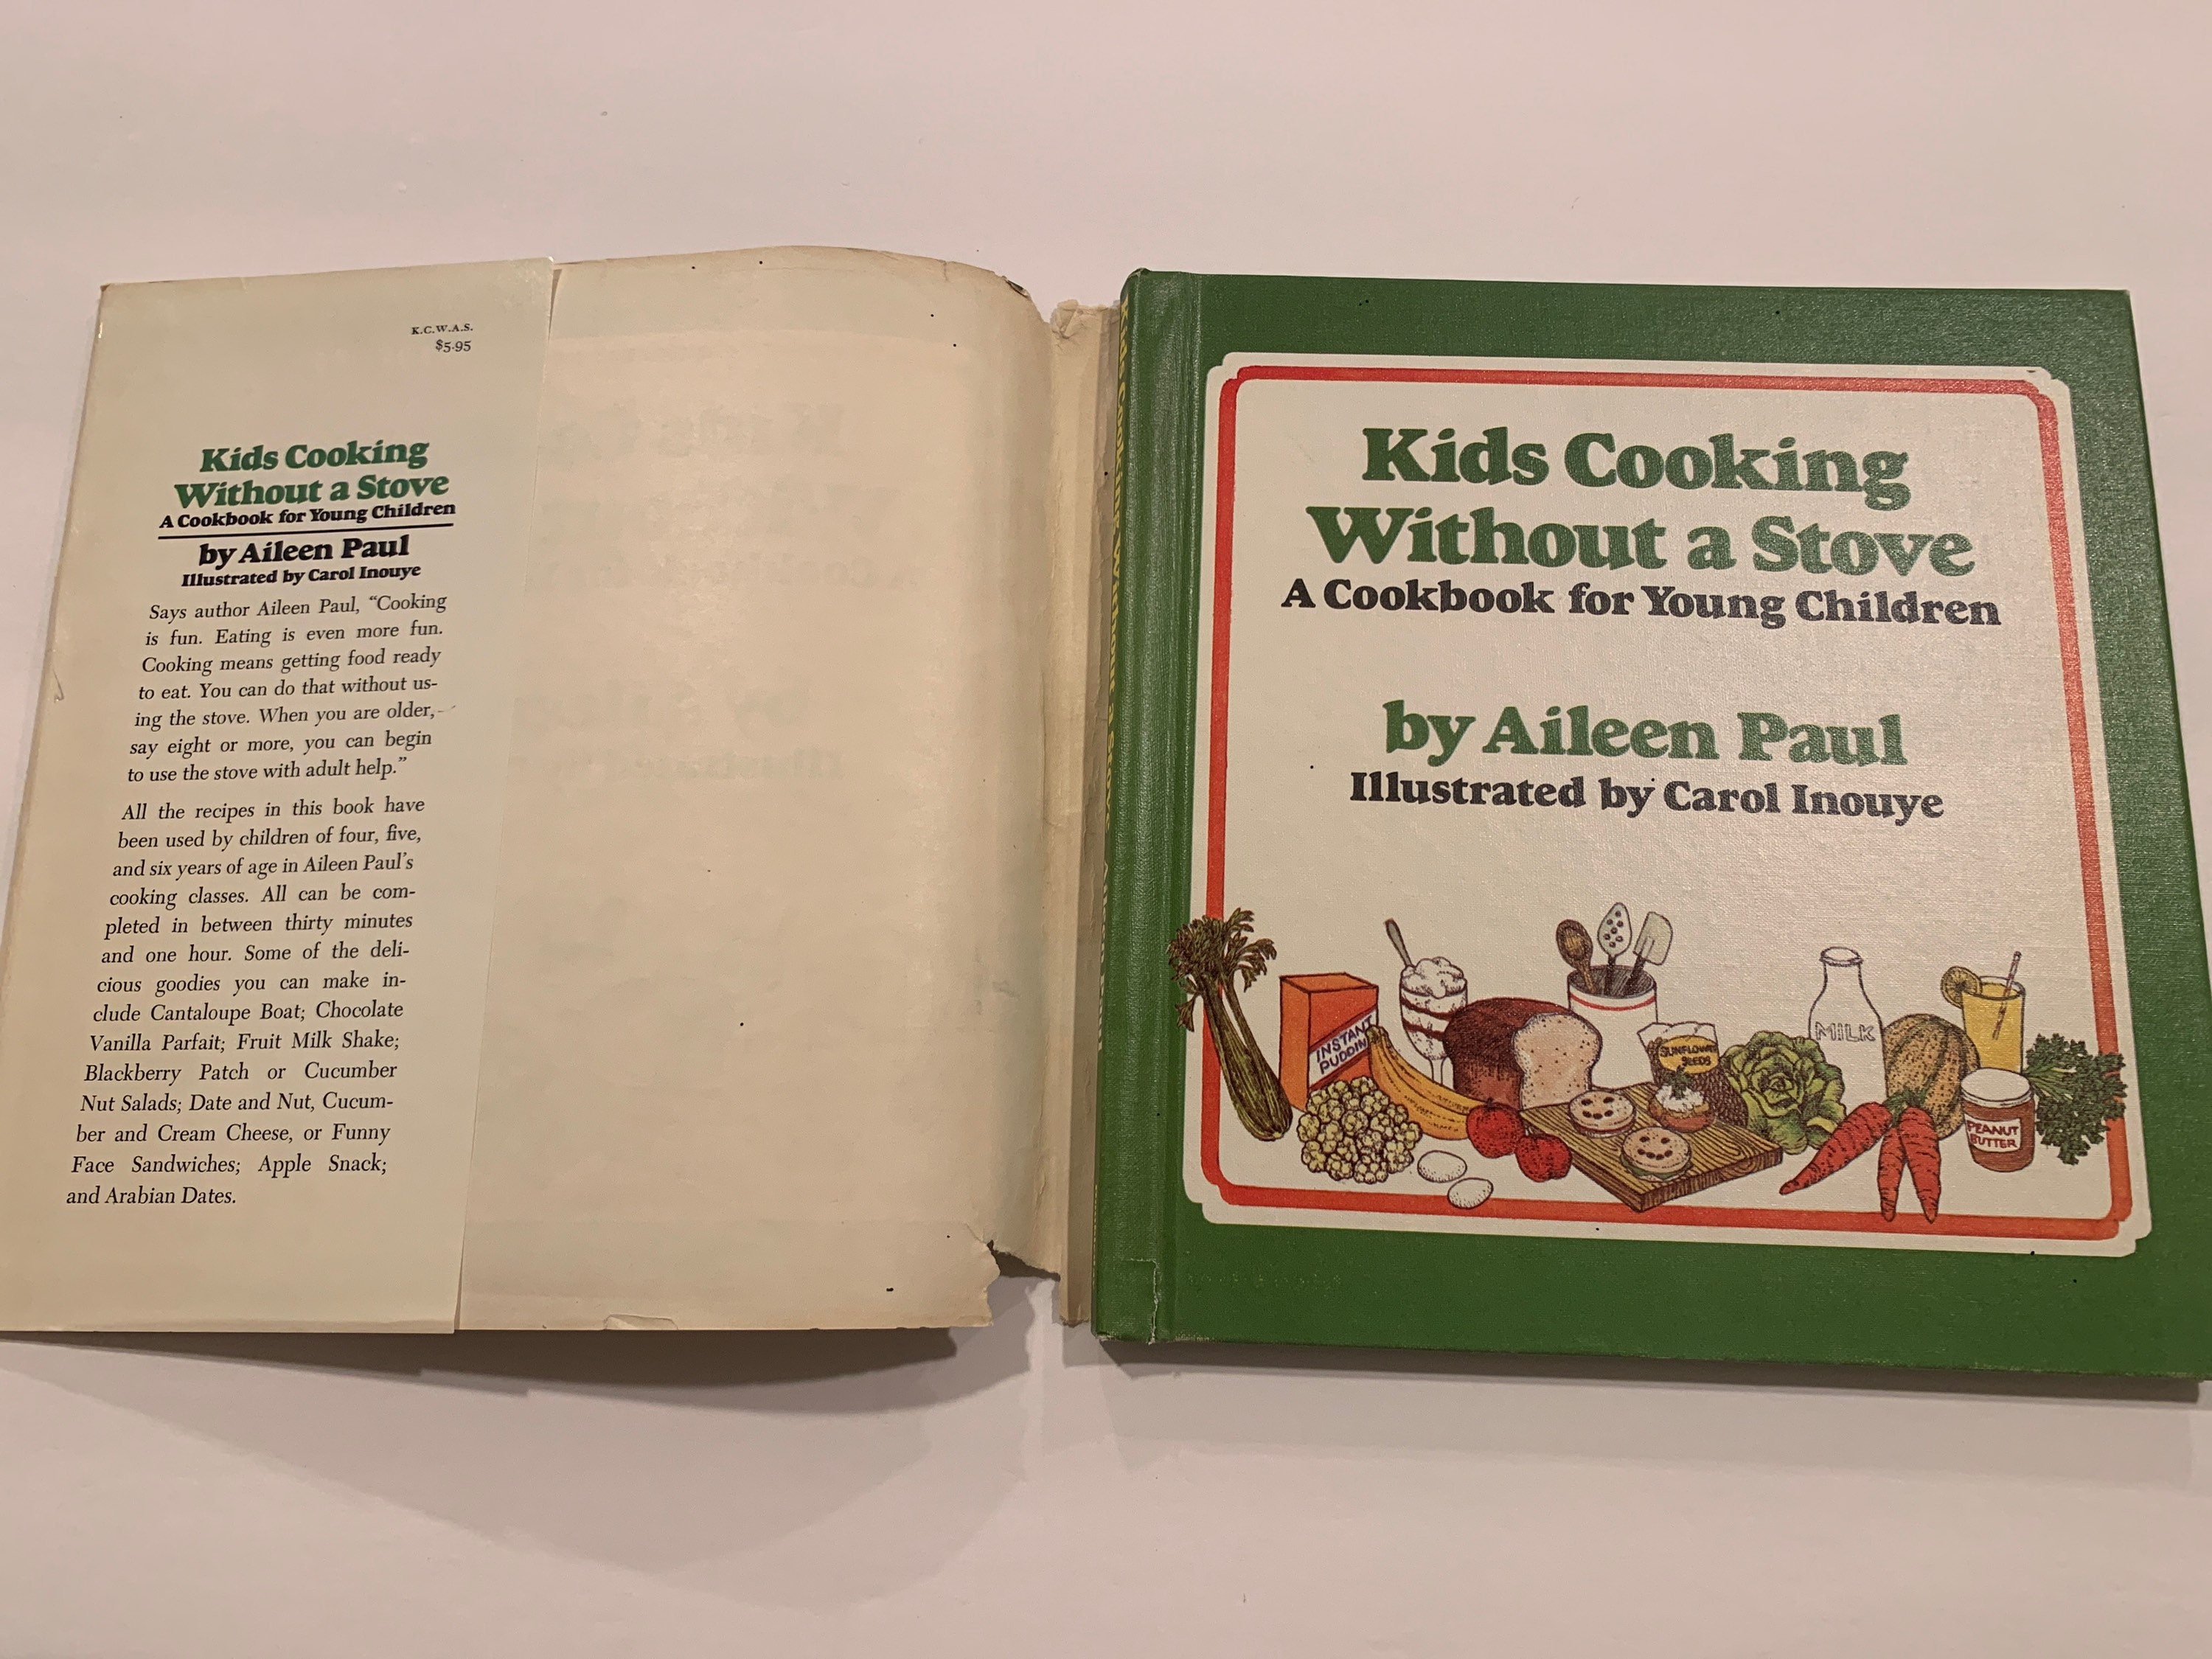 K.C.W.A.S.
$5.95
Kids Cooking
Without a Stove
A Cookbook for Young Children
by Aileen Paul
Illustrated by Carol Inouye
Says author Aileen Paul, “Cooking
is fun. Eating is even more fun.
Cooking means getting food ready
to eat. You can do that without us-
ing the stove. When you are older,
say eight or more, you can begin
to use the stove with adult help.”
All the recipes in this book have
been used by children of four, five,
and six years of age in Aileen Paul's
cooking classes. All can be com-
pleted in between thirty minutes
and one hour. Some of the deli-
cious goodies you can make in-
clude Cantaloupe Boat; Chocolate
Vanilla Parfait; Fruit Milk Shake;
Blackberry Patch or Cucumber
Nut Salads; Date and Nut, Cucum-
ber and Cream Cheese, or Funny
Face Sandwiches; Apple Snack;
and Arabian Dates.
Kids Cooking
Without a Stove
A Cookbook for Young Children
by Aileen Paul
Illustrated by Carol Inouye
INSTANT
PUDDIN
SUNFLOWER
SEEDS
MILK
PEANUT
BUTTER